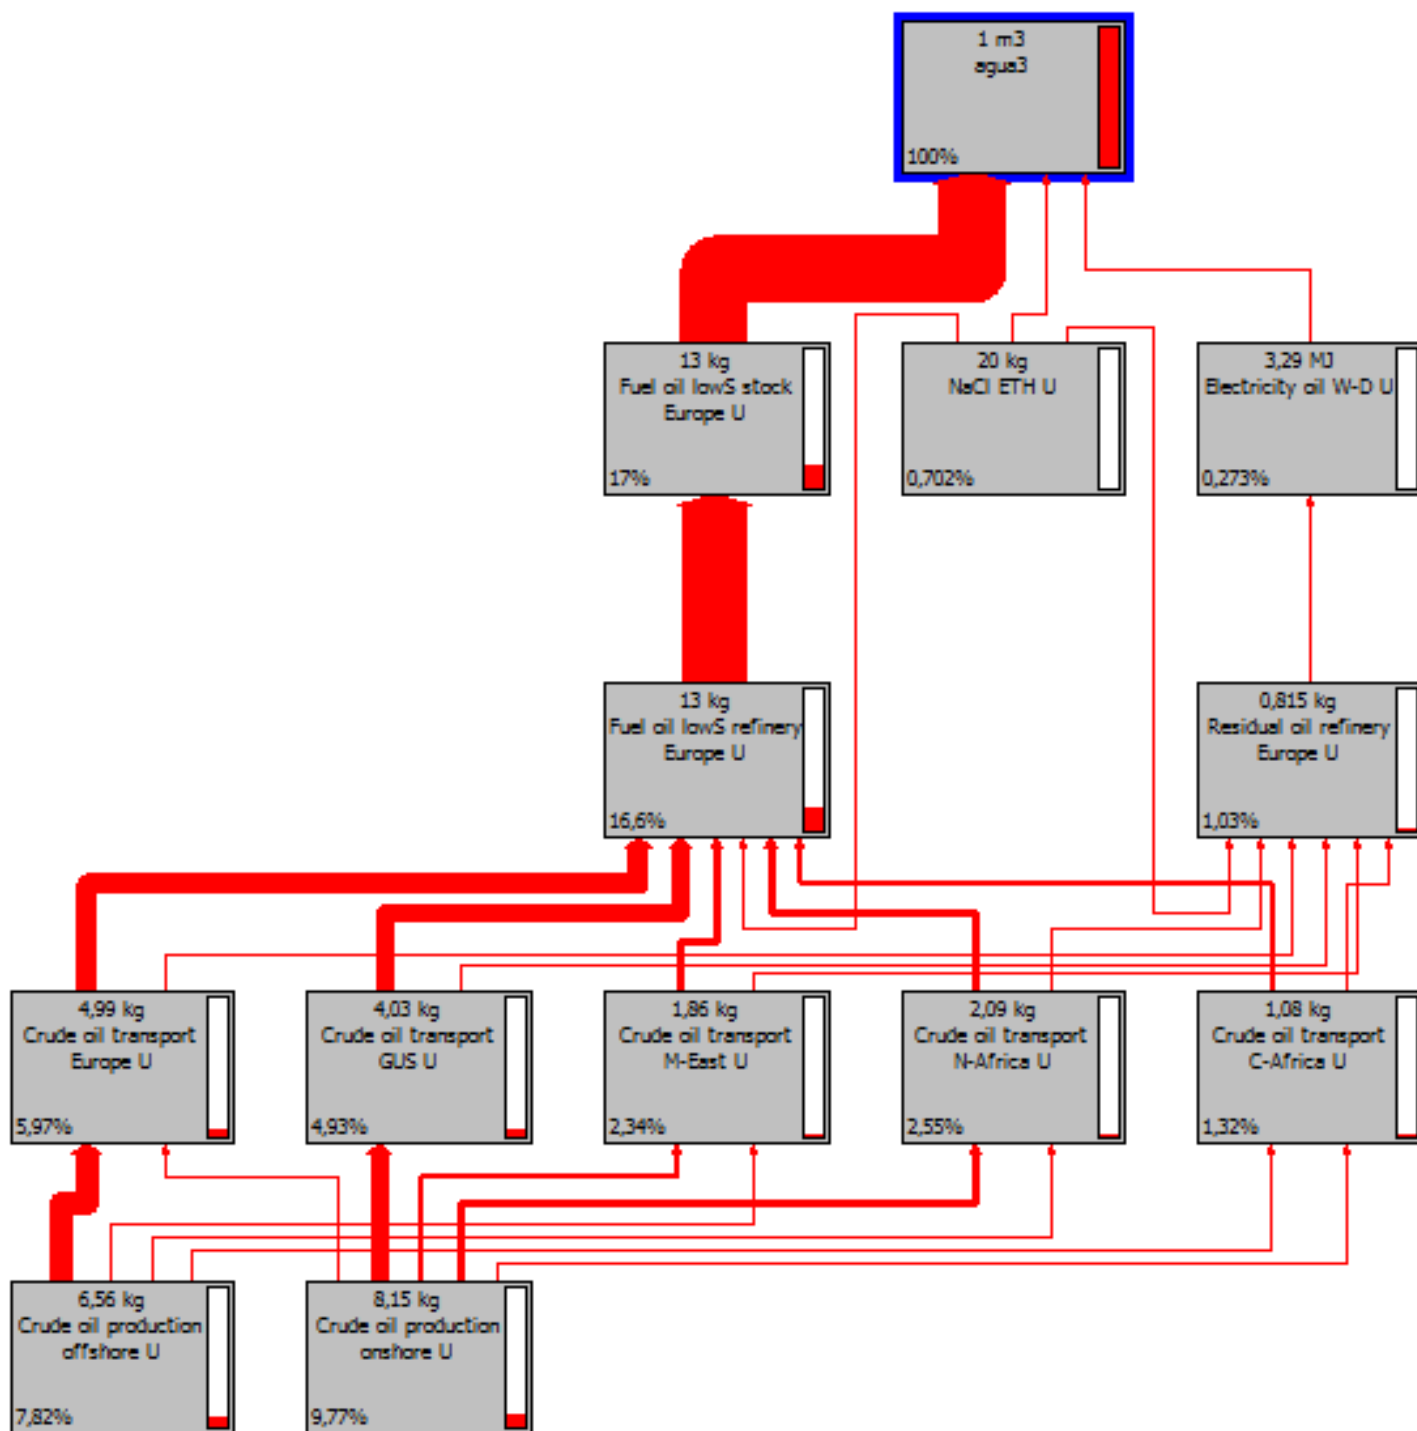 1 m3
agua3
100%
13 kg
Fuel oil lowS stock
Europe U
17%
20 kg
NaCl ETH U
0,702%
3,29 MJ
Electricity oil W-D U
0,273%
13 kg
Fuel oil lowS refinery
Europe U
16,6%
0,815 kg
Residual oil refinery
Europe U
1,03%
4,99 kg
Crude oil transport
Europe U
5,97%
4,03 kg
Crude oil transport
GUS U
4,93%
1,86 kg
Crude oil transport
M-East U
2,34%
2,09 kg
Crude oil transport
N-Africa U
2,55%
1,08 kg
Crude oil transport
C-Africa U
1,32%
6,56 kg
Crude oil production
offshore U
7,82%
8,15 kg
Crude oil production
onshore U
9,77%